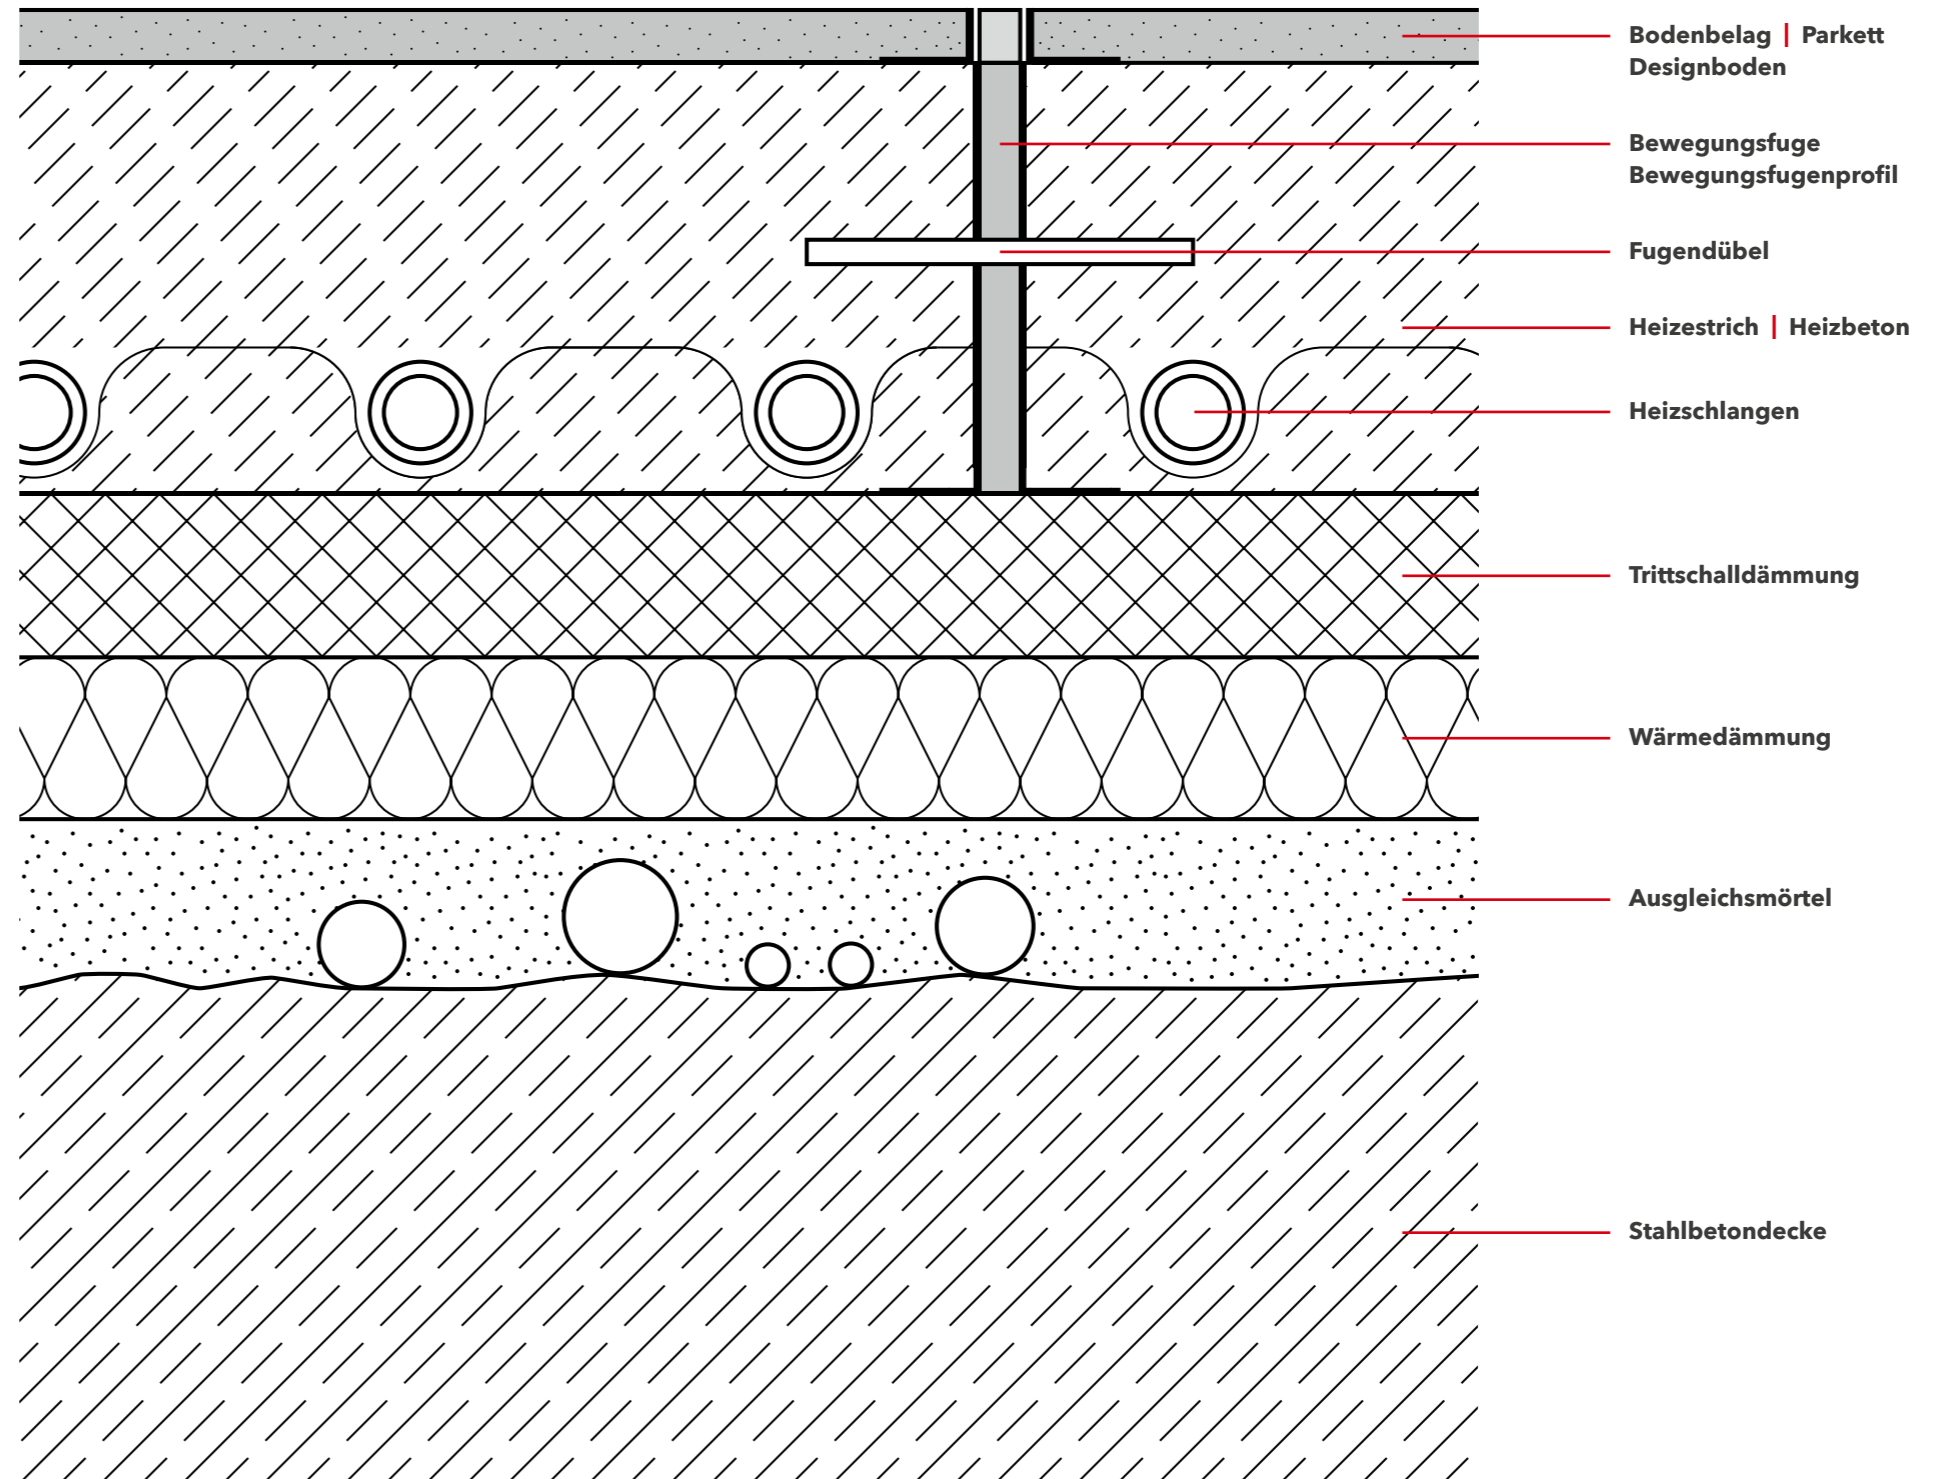 Bodenbelag | Parkett
Designboden
Bewegungsfuge
Bewegungsfugenprofil
Fugendübel
Heizestrich | Heizbeton
Heizschlangen
Trittschalldämmung
Wärmedämmung
Ausgleichsmörtel
Stahlbetondecke